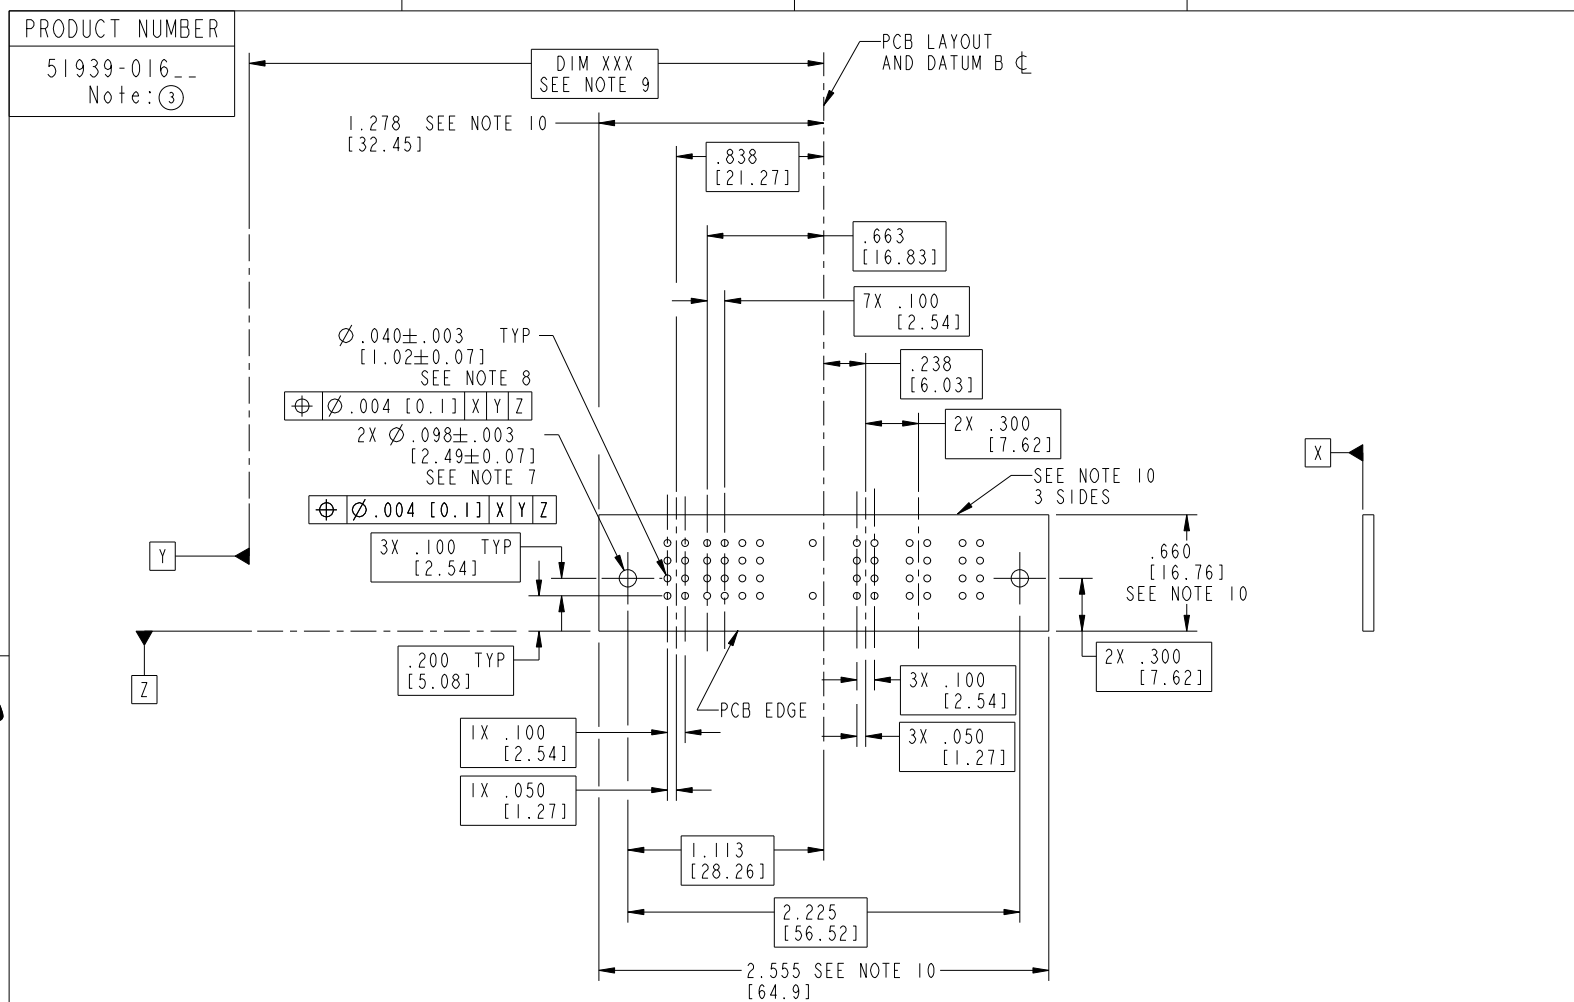 PRODUCT NUMBER
51939-016__
Note: 3
DIM XXX
SEE NOTE 9
PCB LAYOUT
AND DATUM B ℄
1.278 SEE NOTE 10
[32.45]
.838
[21.27]
.663
[16.83]
7X .100
[2.54]
Ø.040±.003 TYP
[1.02±0.07]
SEE NOTE 8
⌖ Ø.004 [0.1] X Y Z
.238
[6.03]
2X Ø.098±.003
[2.49±0.07]
SEE NOTE 7
⌖ Ø.004 [0.1] X Y Z
2X .300
[7.62]
X
SEE NOTE 10
3 SIDES
Y
3X .100 TYP
[2.54]
.660
[16.76]
SEE NOTE 10
Z
.200 TYP
[5.08]
2X .300
[7.62]
PCB EDGE
3X .100
[2.54]
1X .100
[2.54]
3X .050
[1.27]
1X .050
[1.27]
1.113
[28.26]
2.225
[56.52]
2.555 SEE NOTE 10
[64.9]